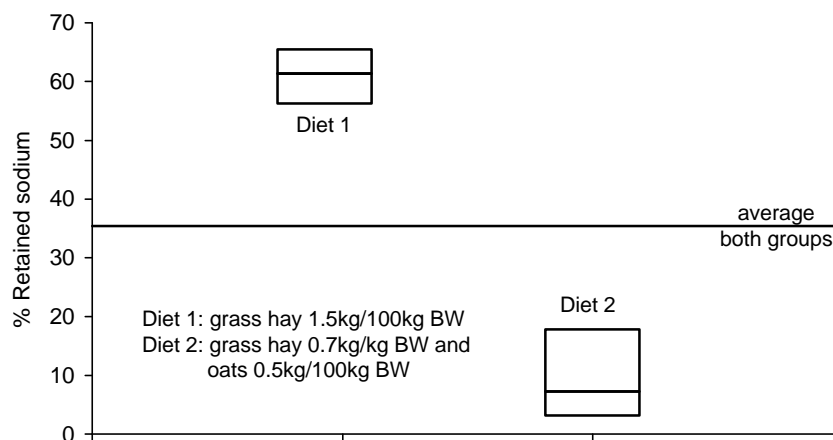 70
60
50
40
30
20
10
0
% Retained sodium
Diet 1
average
both groups
Diet 2
Diet 1: grass hay 1.5kg/100kg BW
Diet 2: grass hay 0.7kg/kg BW and
oats 0.5kg/100kg BW